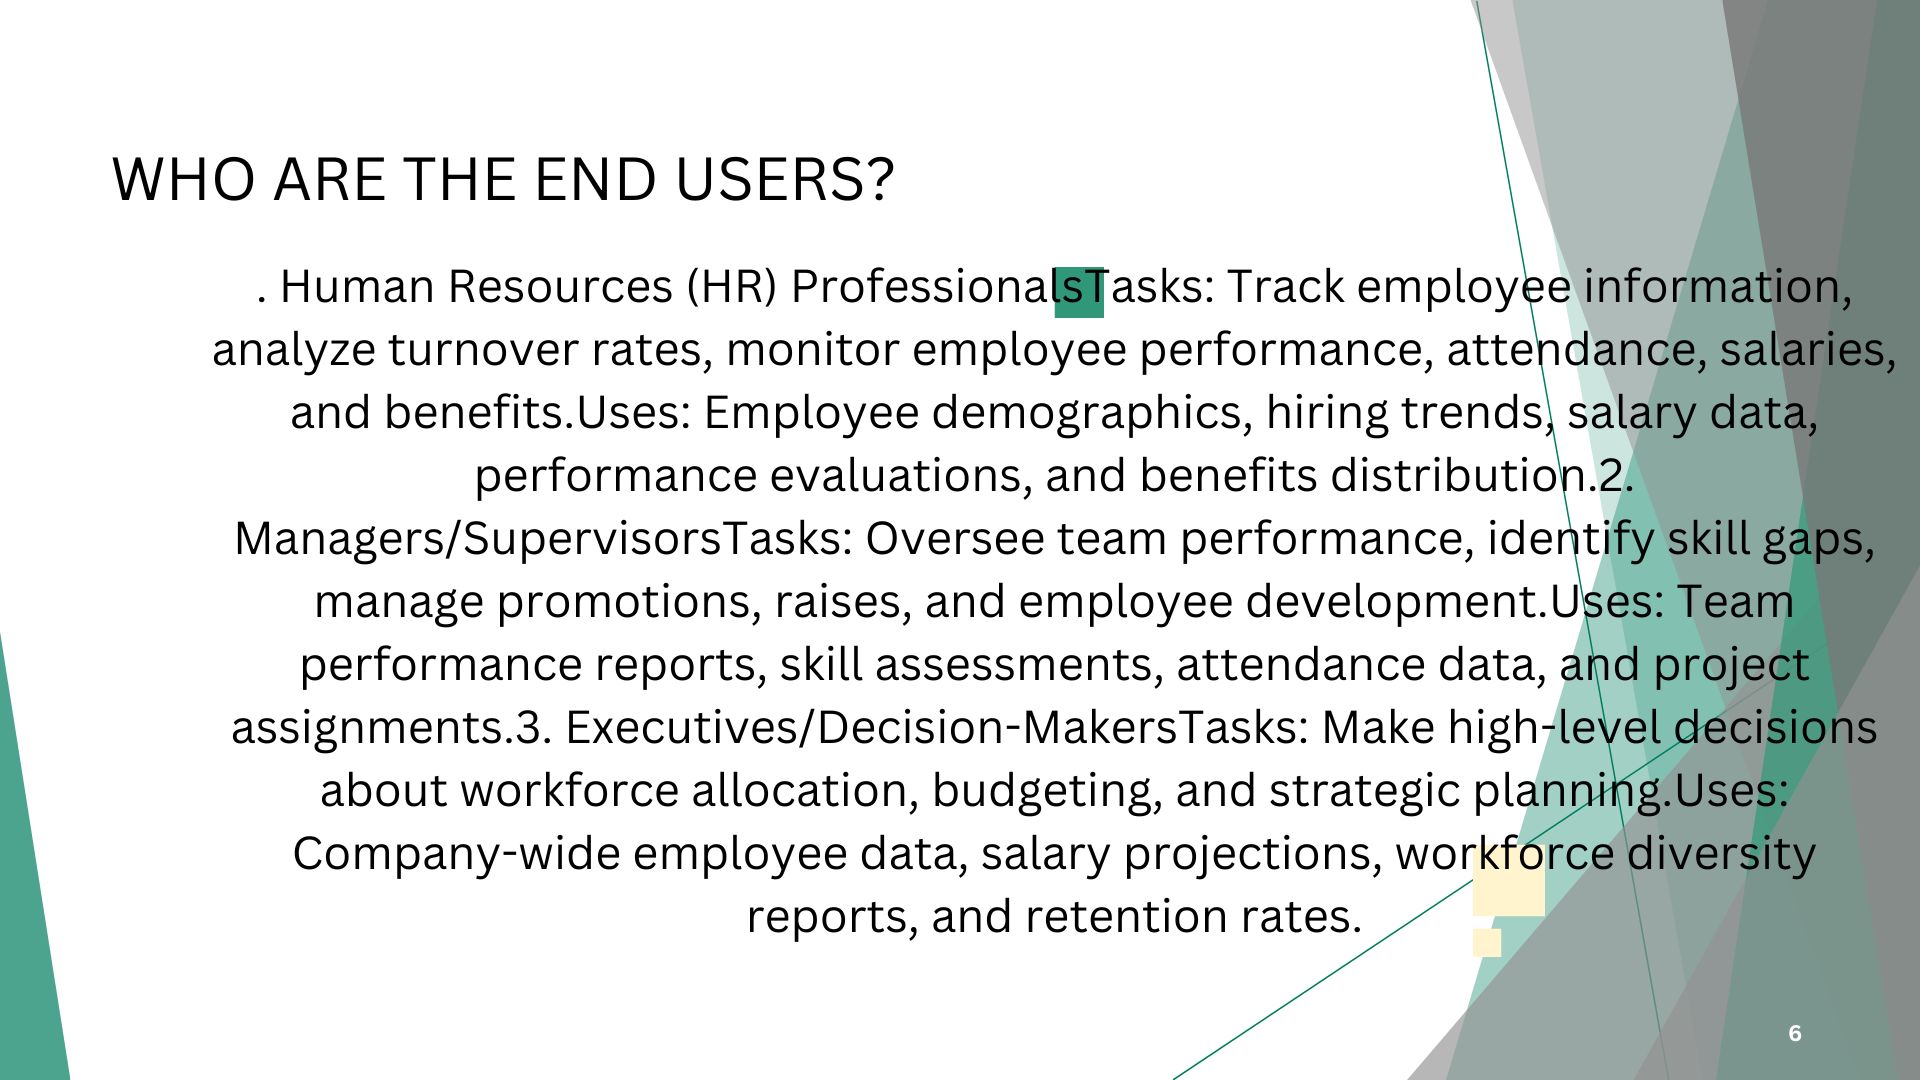 WHO ARE THE END USERS?
. Human Resources (HR) ProfessionalsTasks: Track employee information,
analyze turnover rates, monitor employee performance, attendance, salaries,
and benefits.Uses: Employee demographics, hiring trends, salary data,
performance evaluations, and benefits distribution.2.
Managers/SupervisorsTasks: Oversee team performance, identify skill gaps,
manage promotions, raises, and employee development.Uses: Team
performance reports, skill assessments, attendance data, and project
assignments.3. Executives/Decision-MakersTasks: Make high-level decisions
about workforce allocation, budgeting, and strategic planning.Uses:
Company-wide employee data, salary projections, workforce diversity
reports, and retention rates.
6